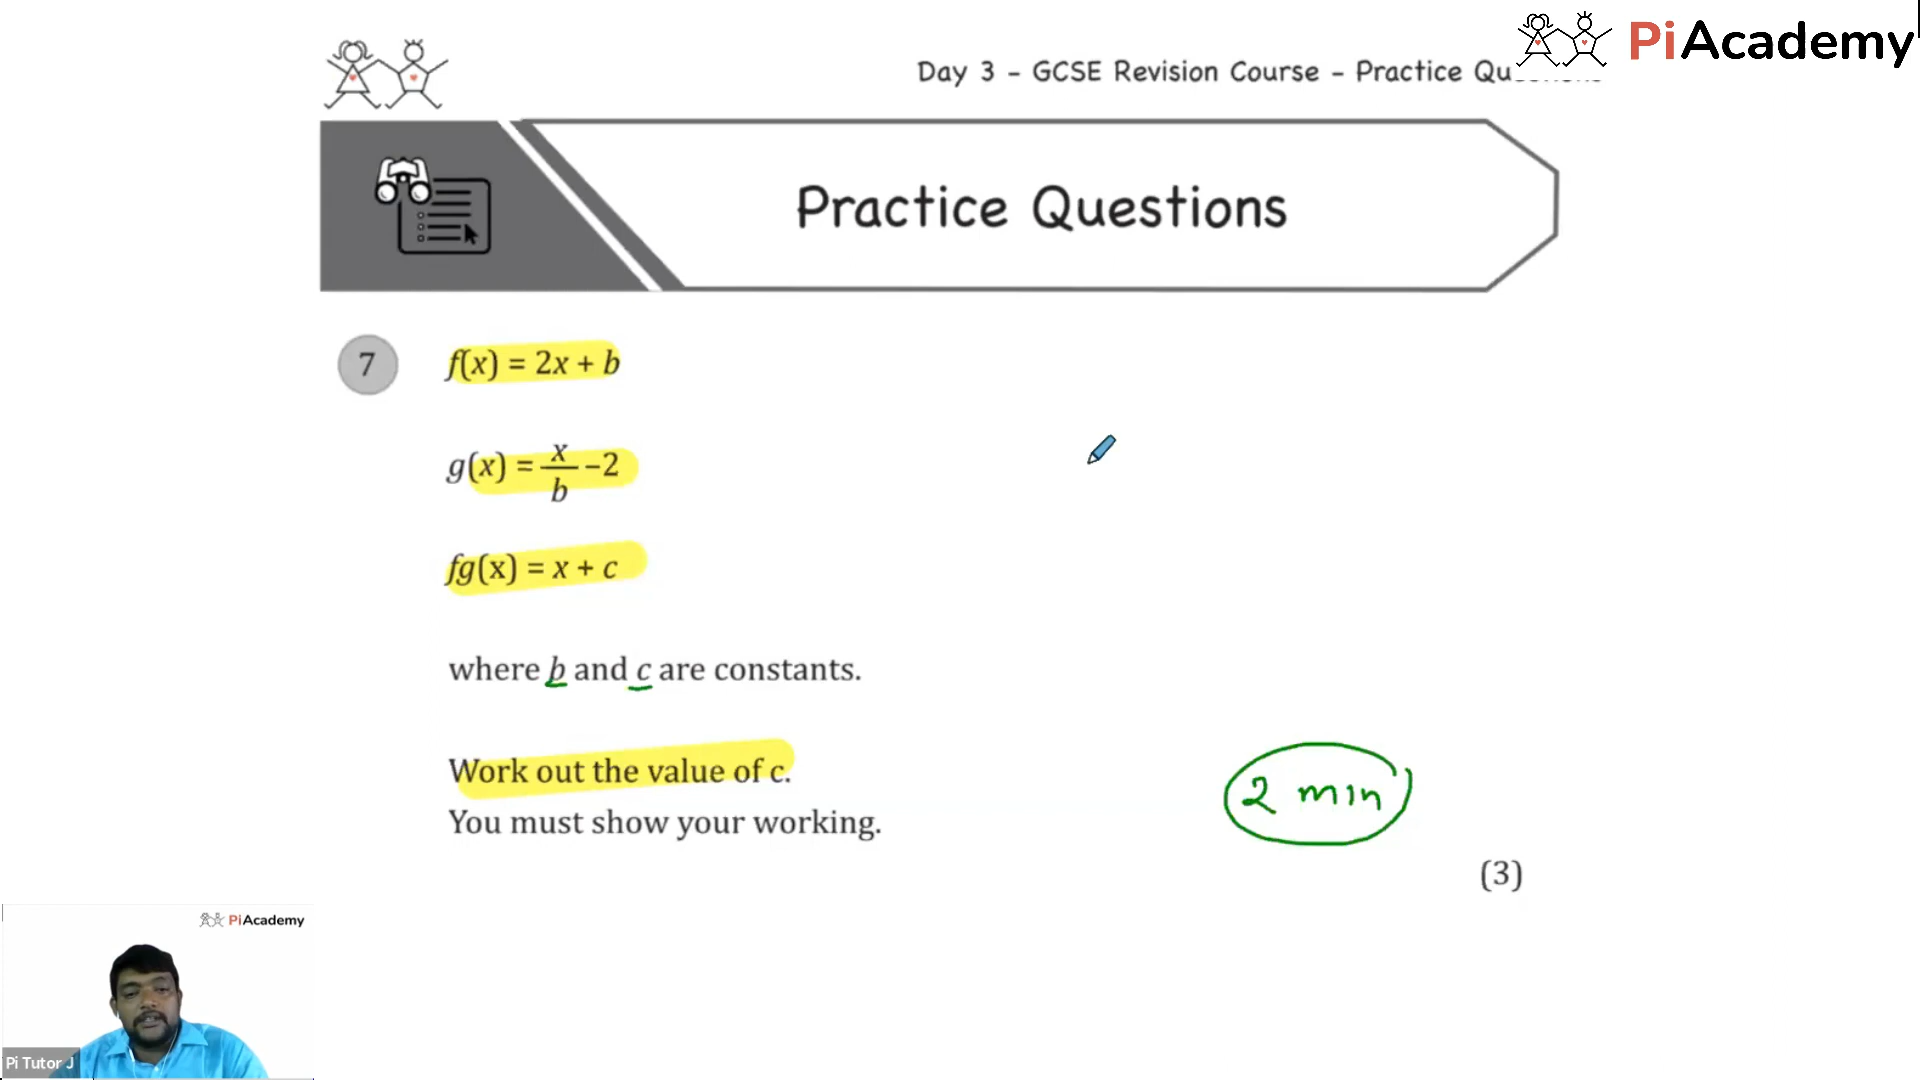 PiAcademy
Day 3 - GCSE Revision Course - Practice Questions
Practice Questions
7
f(x) = 2x + b
g(x) = x/b − 2
fg(x) = x + c
where b and c are constants.
Work out the value of c.
You must show your working.
2 min
(3)
PiAcademy
Pi Tutor J